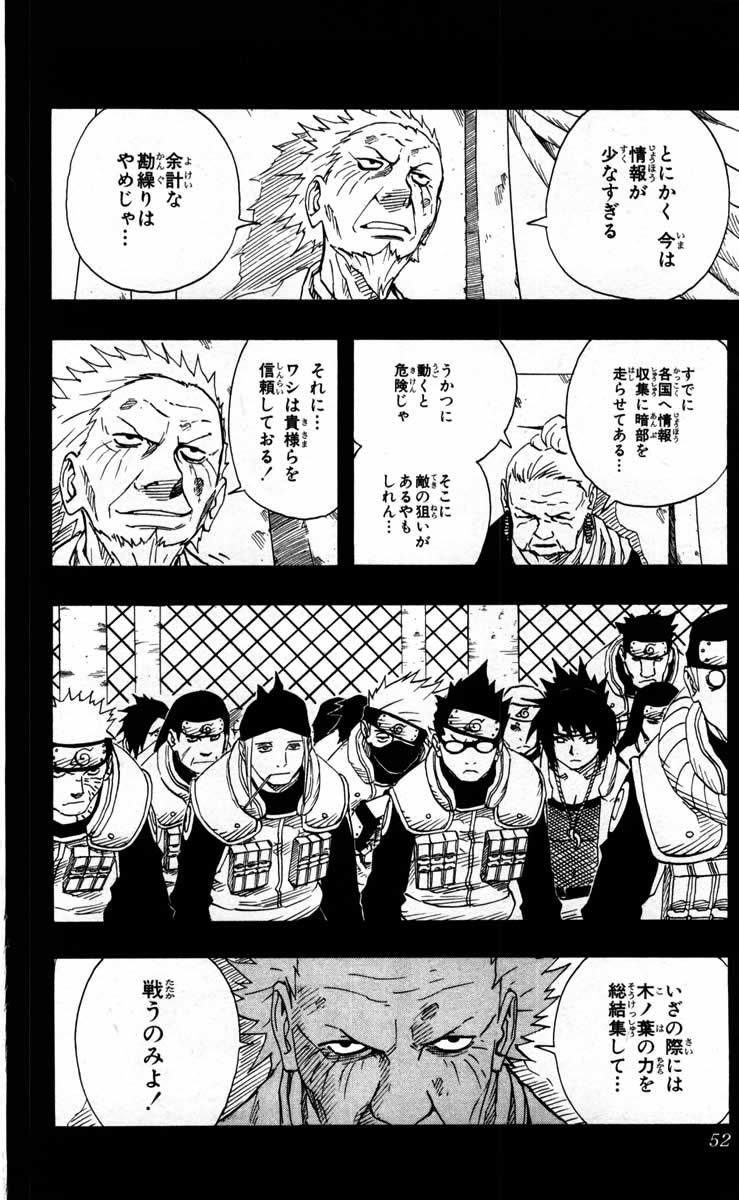 とにかく 今は
情報が
少なすぎる
余計な
勘繰りは
やめじゃ…
すでに
各国へ情報
収集に暗部を
走らせてある…
うかつに
動くと
危険じゃ
そこに
敵の狙いが
あるやも
しれん…
それに…
ワシは貴様らを
信頼しておる!
いざの際には
木ノ葉の力を
総結集して…
戦うのみよ!
52